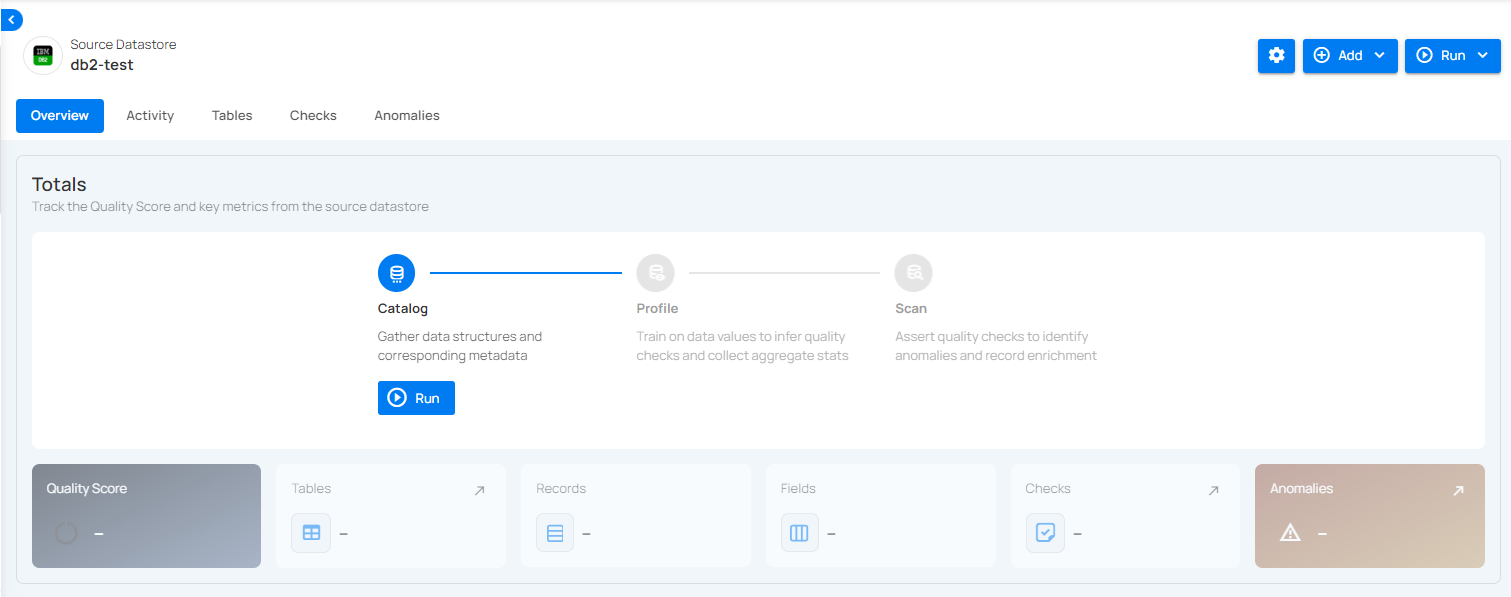 Source Datastore
IBM
DB2
db2-test
Add
Run
Overview
Activity
Tables
Checks
Anomalies
Totals
Track the Quality Score and key metrics from the source datastore
Catalog
Gather data structures and
corresponding metadata
Run
Profile
Train on data values to infer quality
checks and collect aggregate stats
Scan
Assert quality checks to identify
anomalies and record enrichment
Quality Score
–
Tables
–
Records
–
Fields
–
Checks
–
Anomalies
–